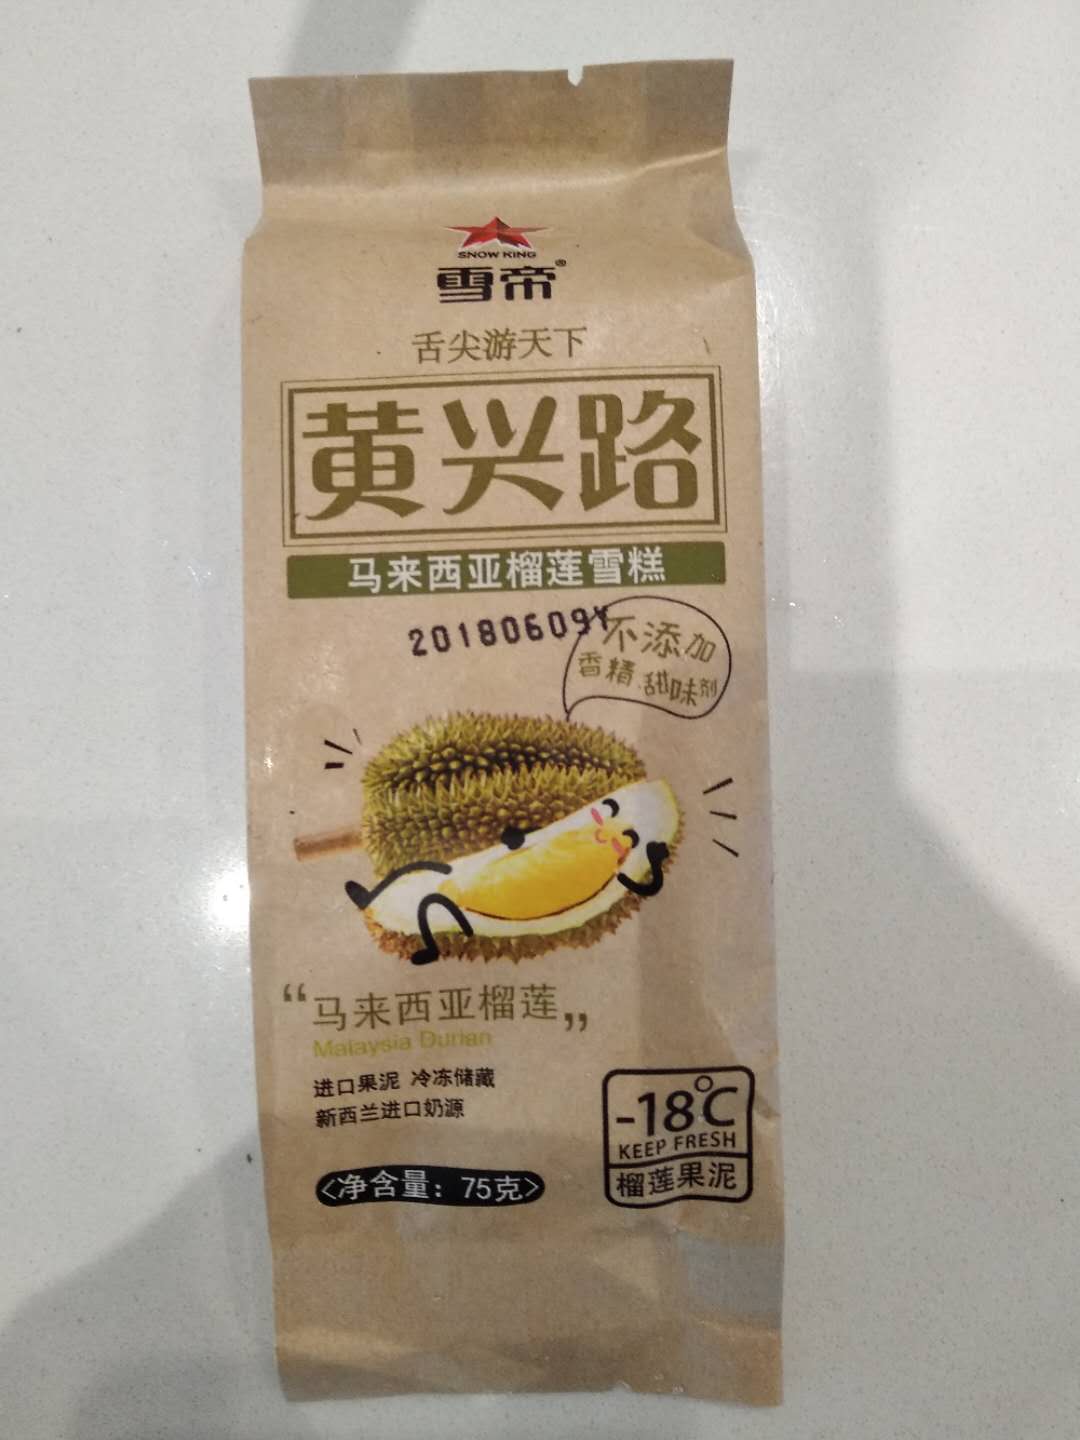 SNOW KING
雪帝®
舌尖游天下
黄兴路
马来西亚榴莲雪糕
20180609Y
不添加
香精.甜味剂
“马来西亚榴莲”
Malaysia Durian
进口果泥 冷冻储藏
新西兰进口奶源
-18℃
KEEP FRESH
榴莲果泥
<净含量：75克>